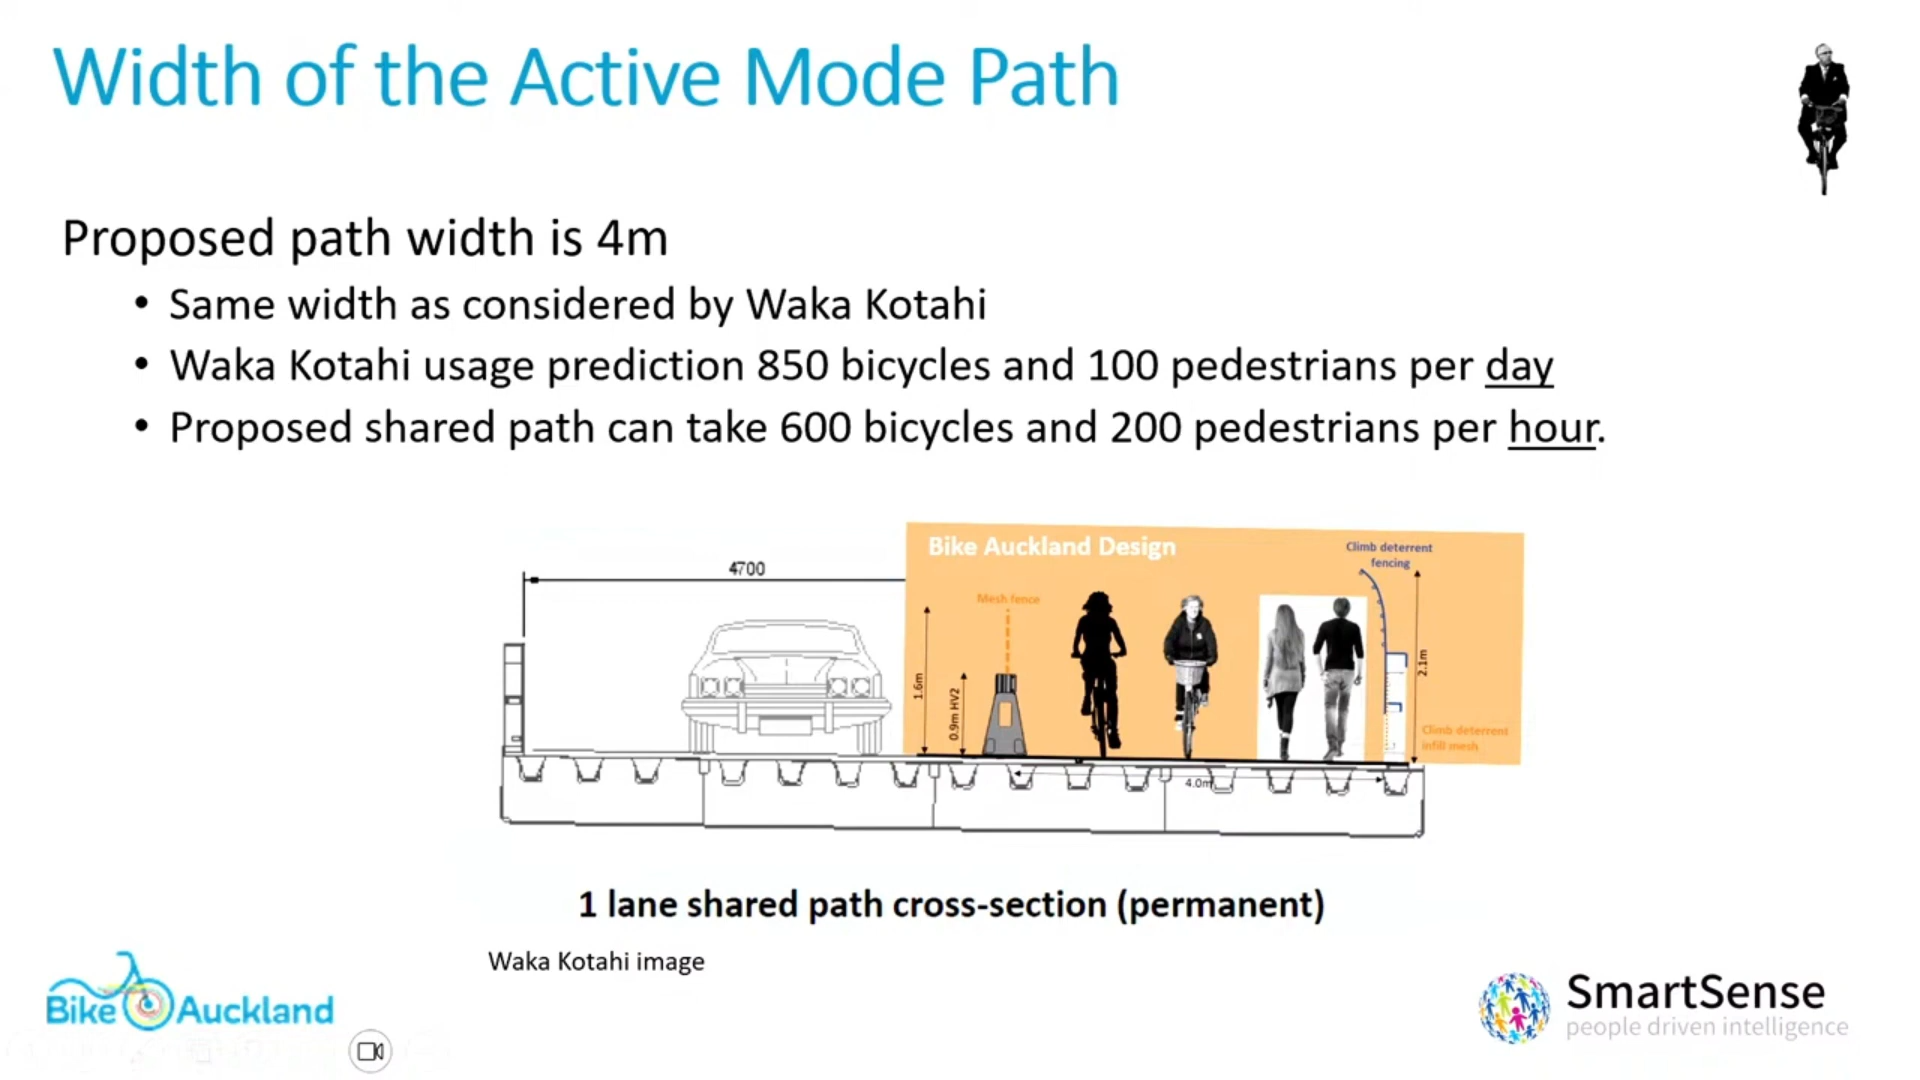 Width of the Active Mode Path
Proposed path width is 4m
• Same width as considered by Waka Kotahi
• Waka Kotahi usage prediction 850 bicycles and 100 pedestrians per day
• Proposed shared path can take 600 bicycles and 200 pedestrians per hour.
4700
Bike Auckland Design
Climb deterrent
fencing
Mesh fence
1.6m
0.9m HV2
2.1m
Climb deterrent
infill mesh
4.0m
1 lane shared path cross-section (permanent)
Waka Kotahi image
Bike Auckland
SmartSense
people driven intelligence